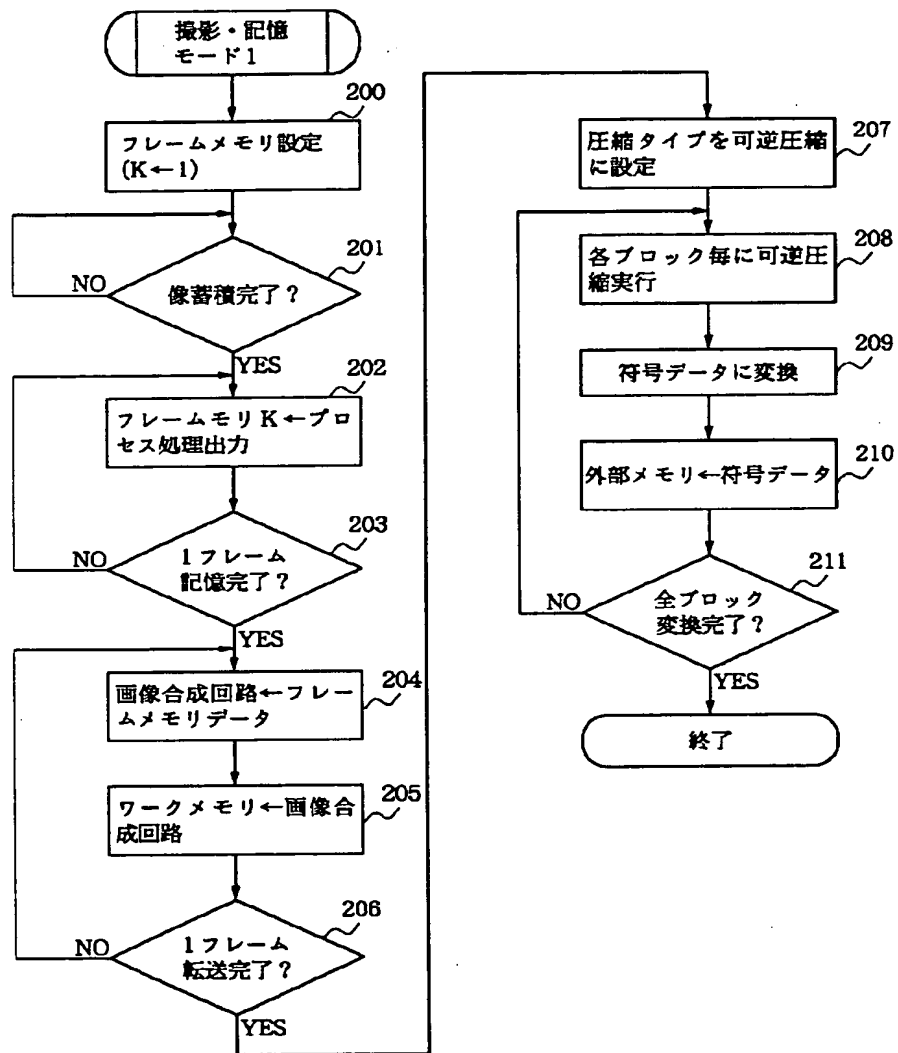 撮影・記憶
モード1
200
フレームメモリ設定
(K←1)
201
像蓄積完了?
NO
YES
202
フレームモリK←プロ
セス処理出力
203
1フレーム
記憶完了?
NO
YES
204
画像合成回路←フレー
ムメモリデータ
205
ワークメモリ←画像合
成回路
206
1フレーム
転送完了?
NO
YES
207
圧縮タイプを可逆圧縮
に設定
208
各ブロック毎に可逆圧
縮実行
209
符号データに変換
210
外部メモリ←符号データ
211
全ブロック
変換完了?
NO
YES
終了